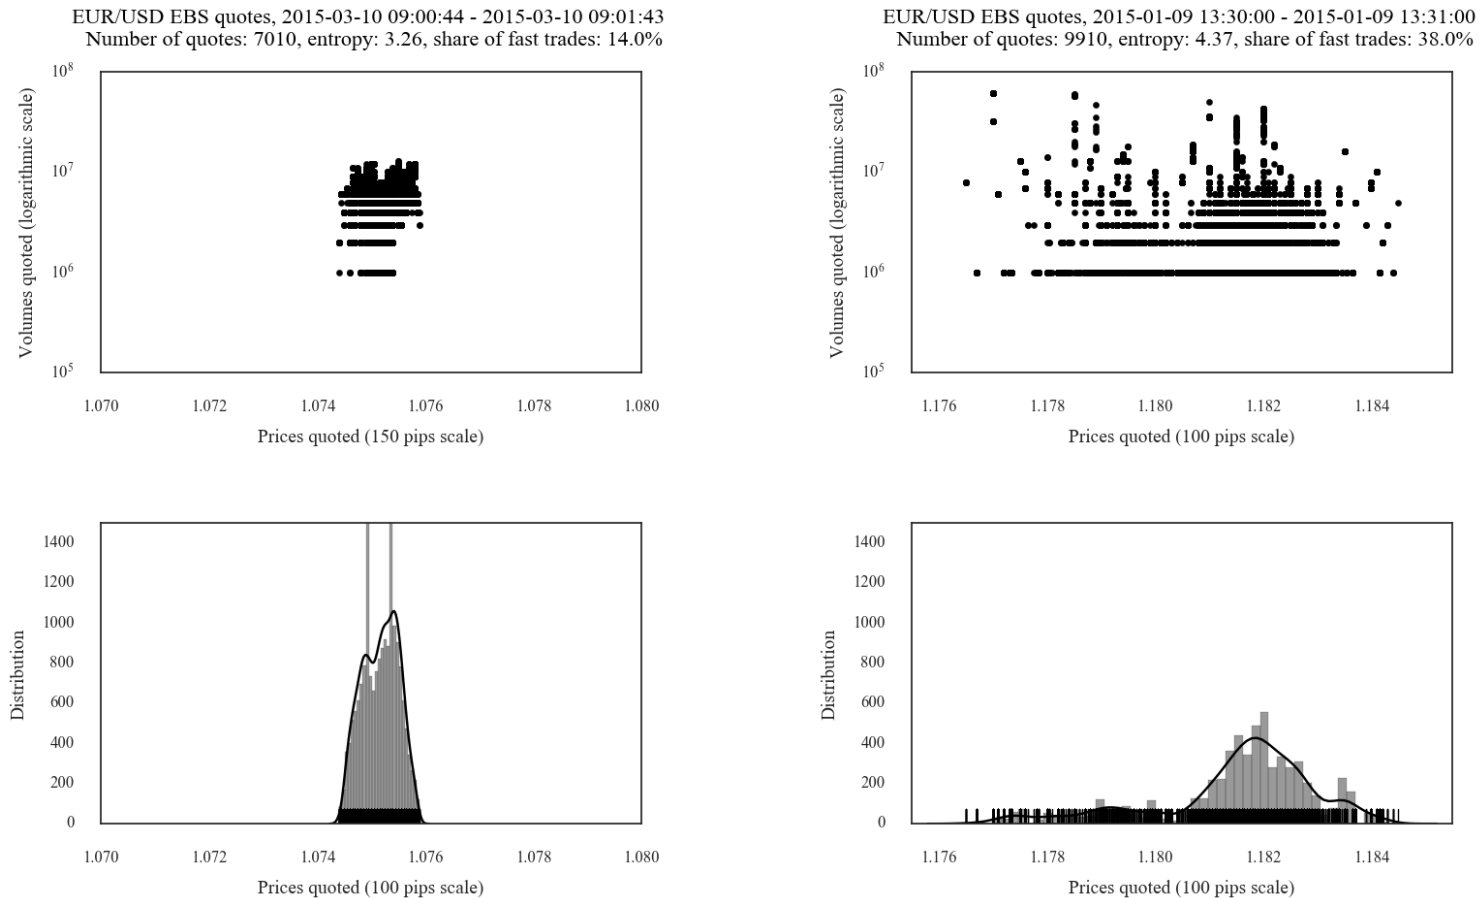 EUR/USD EBS quotes, 2015-03-10 09:00:44 - 2015-03-10 09:01:43
Number of quotes: 7010, entropy: 3.26, share of fast trades: 14.0%
10^8
10^7
10^6
10^5
Volumes quoted (logarithmic scale)
1.070 1.072 1.074 1.076 1.078 1.080
Prices quoted (150 pips scale)
EUR/USD EBS quotes, 2015-01-09 13:30:00 - 2015-01-09 13:31:00
Number of quotes: 9910, entropy: 4.37, share of fast trades: 38.0%
10^8
10^7
10^6
10^5
Volumes quoted (logarithmic scale)
1.176 1.178 1.180 1.182 1.184
Prices quoted (100 pips scale)
1400
1200
1000
800
600
400
200
0
Distribution
1.070 1.072 1.074 1.076 1.078 1.080
Prices quoted (100 pips scale)
1400
1200
1000
800
600
400
200
0
Distribution
1.176 1.178 1.180 1.182 1.184
Prices quoted (100 pips scale)